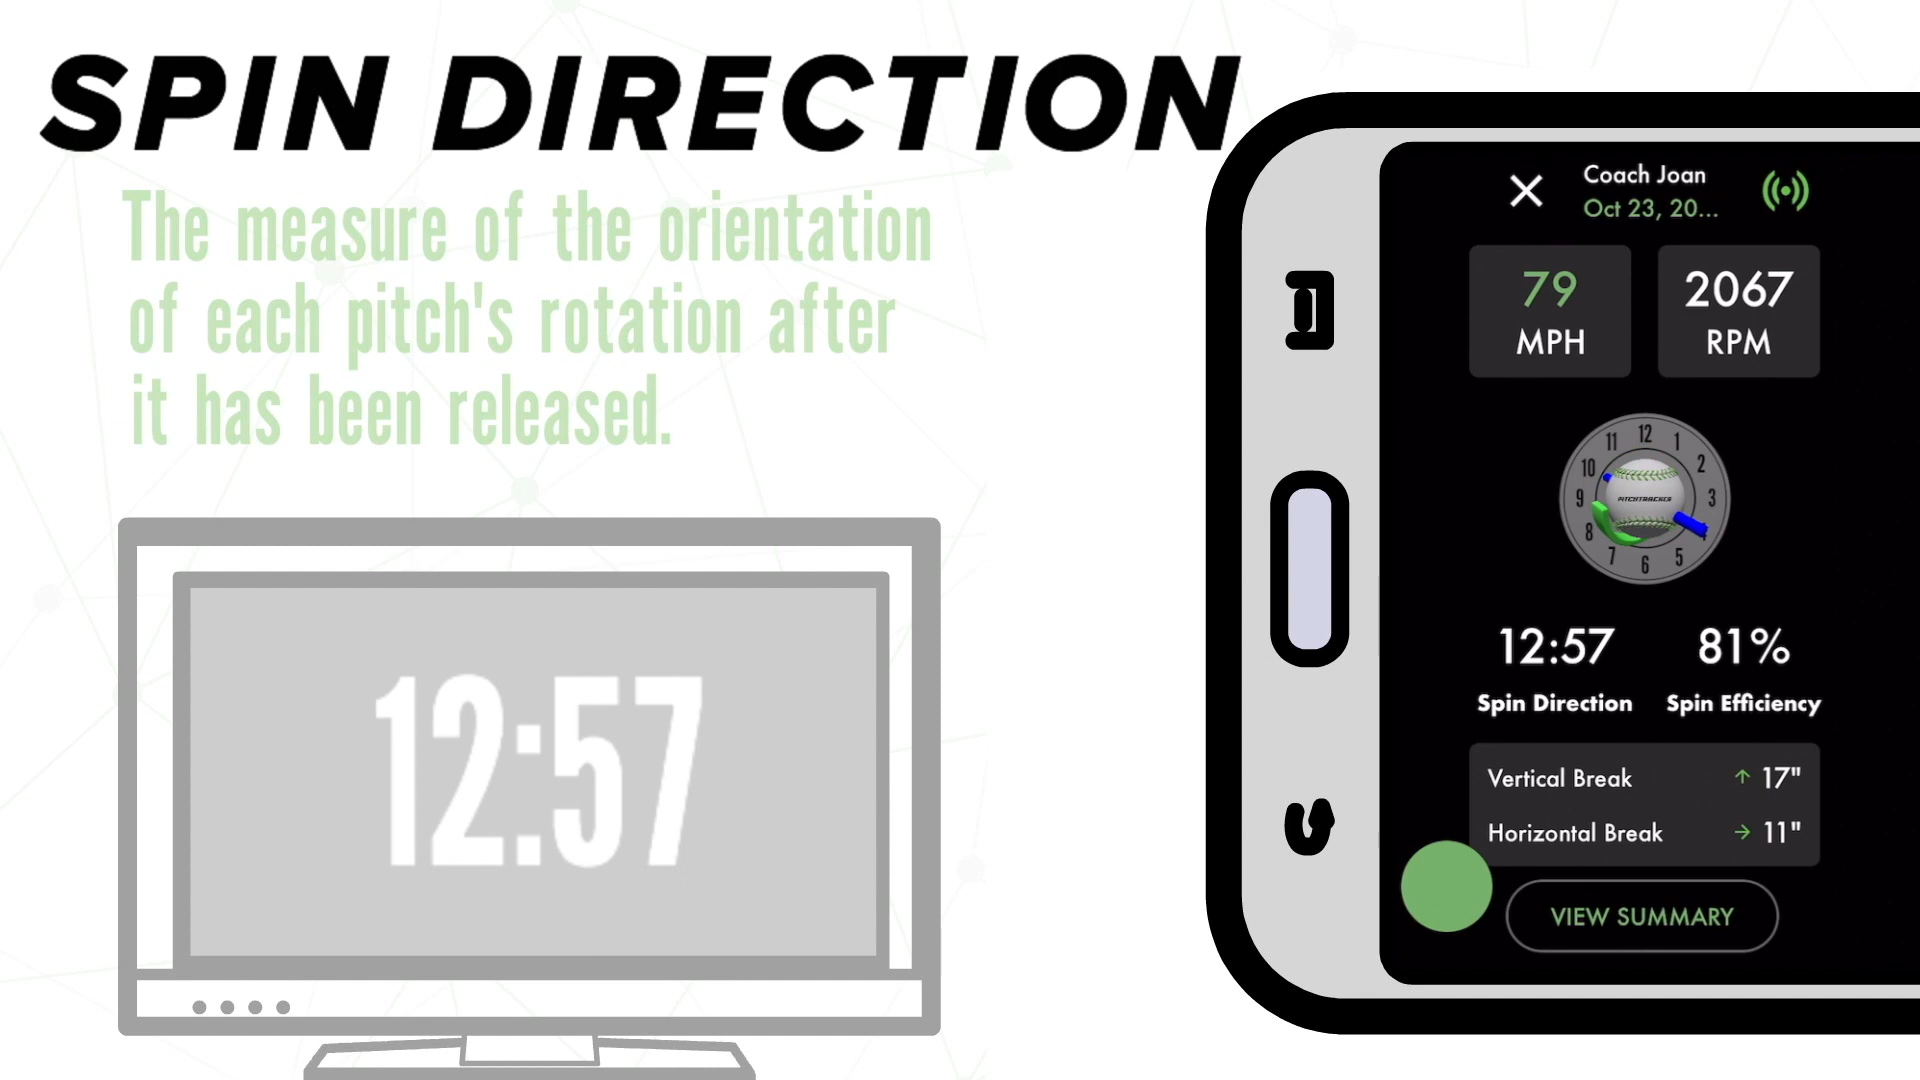 SPIN DIRECTION
The measure of the orientation
of each pitch's rotation after
it has been released.
12:57
Coach Joan
Oct 23, 20...
79
MPH
2067
RPM
12
1
2
3
4
5
6
7
8
9
10
11
PITCHTRACKER
12:57
Spin Direction
81%
Spin Efficiency
Vertical Break ↑ 17"
Horizontal Break → 11"
VIEW SUMMARY